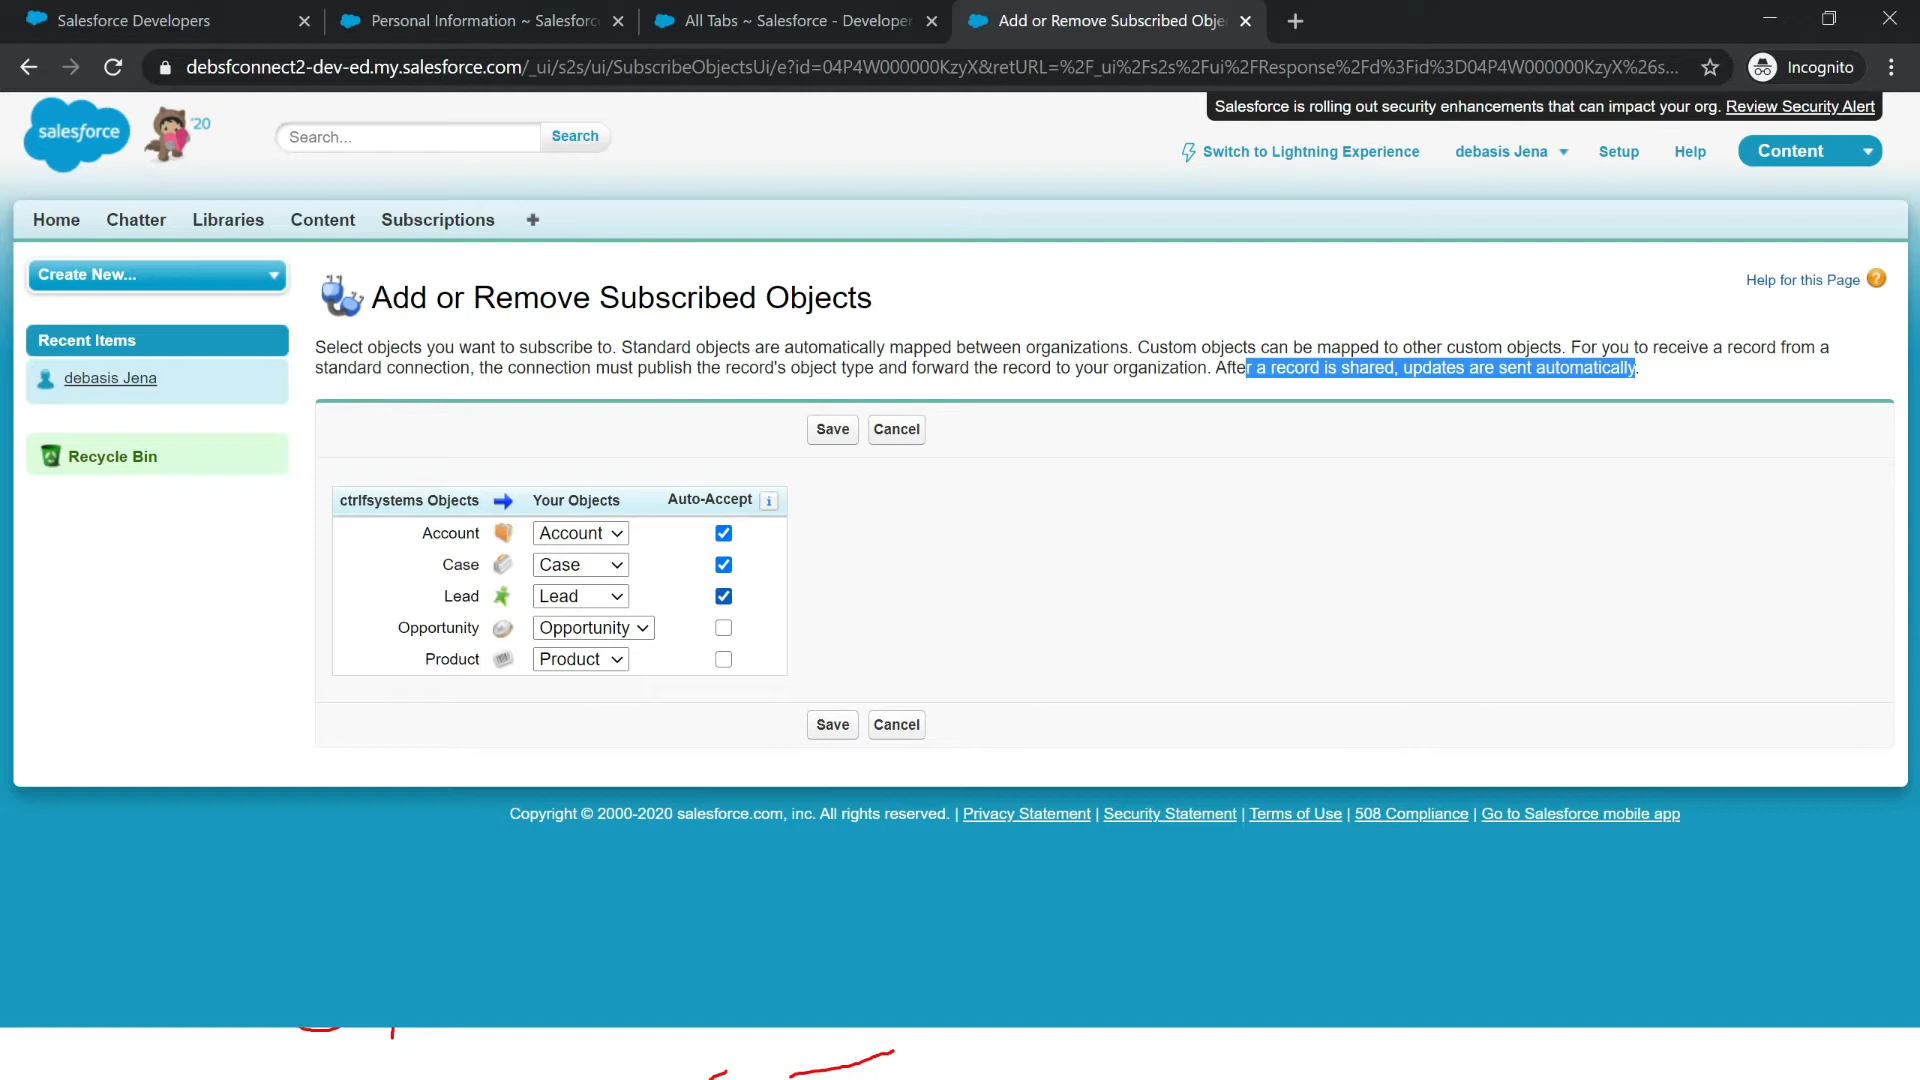 Salesforce Developers
Personal Information ~ Salesforc
All Tabs ~ Salesforce - Developer
Add or Remove Subscribed Obje
debsfconnect2-dev-ed.my.salesforce.com/_ui/s2s/ui/SubscribeObjectsUi/e?id=04P4W000000KzyX&retURL=%2F_ui%2Fs2s%2Fui%2FResponse%2Fd%3Fid%3D04P4W000000KzyX%26s...
Incognito
Salesforce is rolling out security enhancements that can impact your org. Review Security Alert
salesforce
'20
Search...
Search
Switch to Lightning Experience
debasis Jena
Setup
Help
Content
Home
Chatter
Libraries
Content
Subscriptions
+
Create New...
Recent Items
debasis Jena
Recycle Bin
Add or Remove Subscribed Objects
Help for this Page ?
Select objects you want to subscribe to. Standard objects are automatically mapped between organizations. Custom objects can be mapped to other custom objects. For you to receive a record from a
standard connection, the connection must publish the record's object type and forward the record to your organization. After a record is shared, updates are sent automatically.
Save
Cancel
ctrlfsystems Objects
Your Objects
Auto-Accept i
Account
Account
Case
Case
Lead
Lead
Opportunity
Opportunity
Product
Product
Save
Cancel
Copyright © 2000-2020 salesforce.com, inc. All rights reserved. | Privacy Statement | Security Statement | Terms of Use | 508 Compliance | Go to Salesforce mobile app